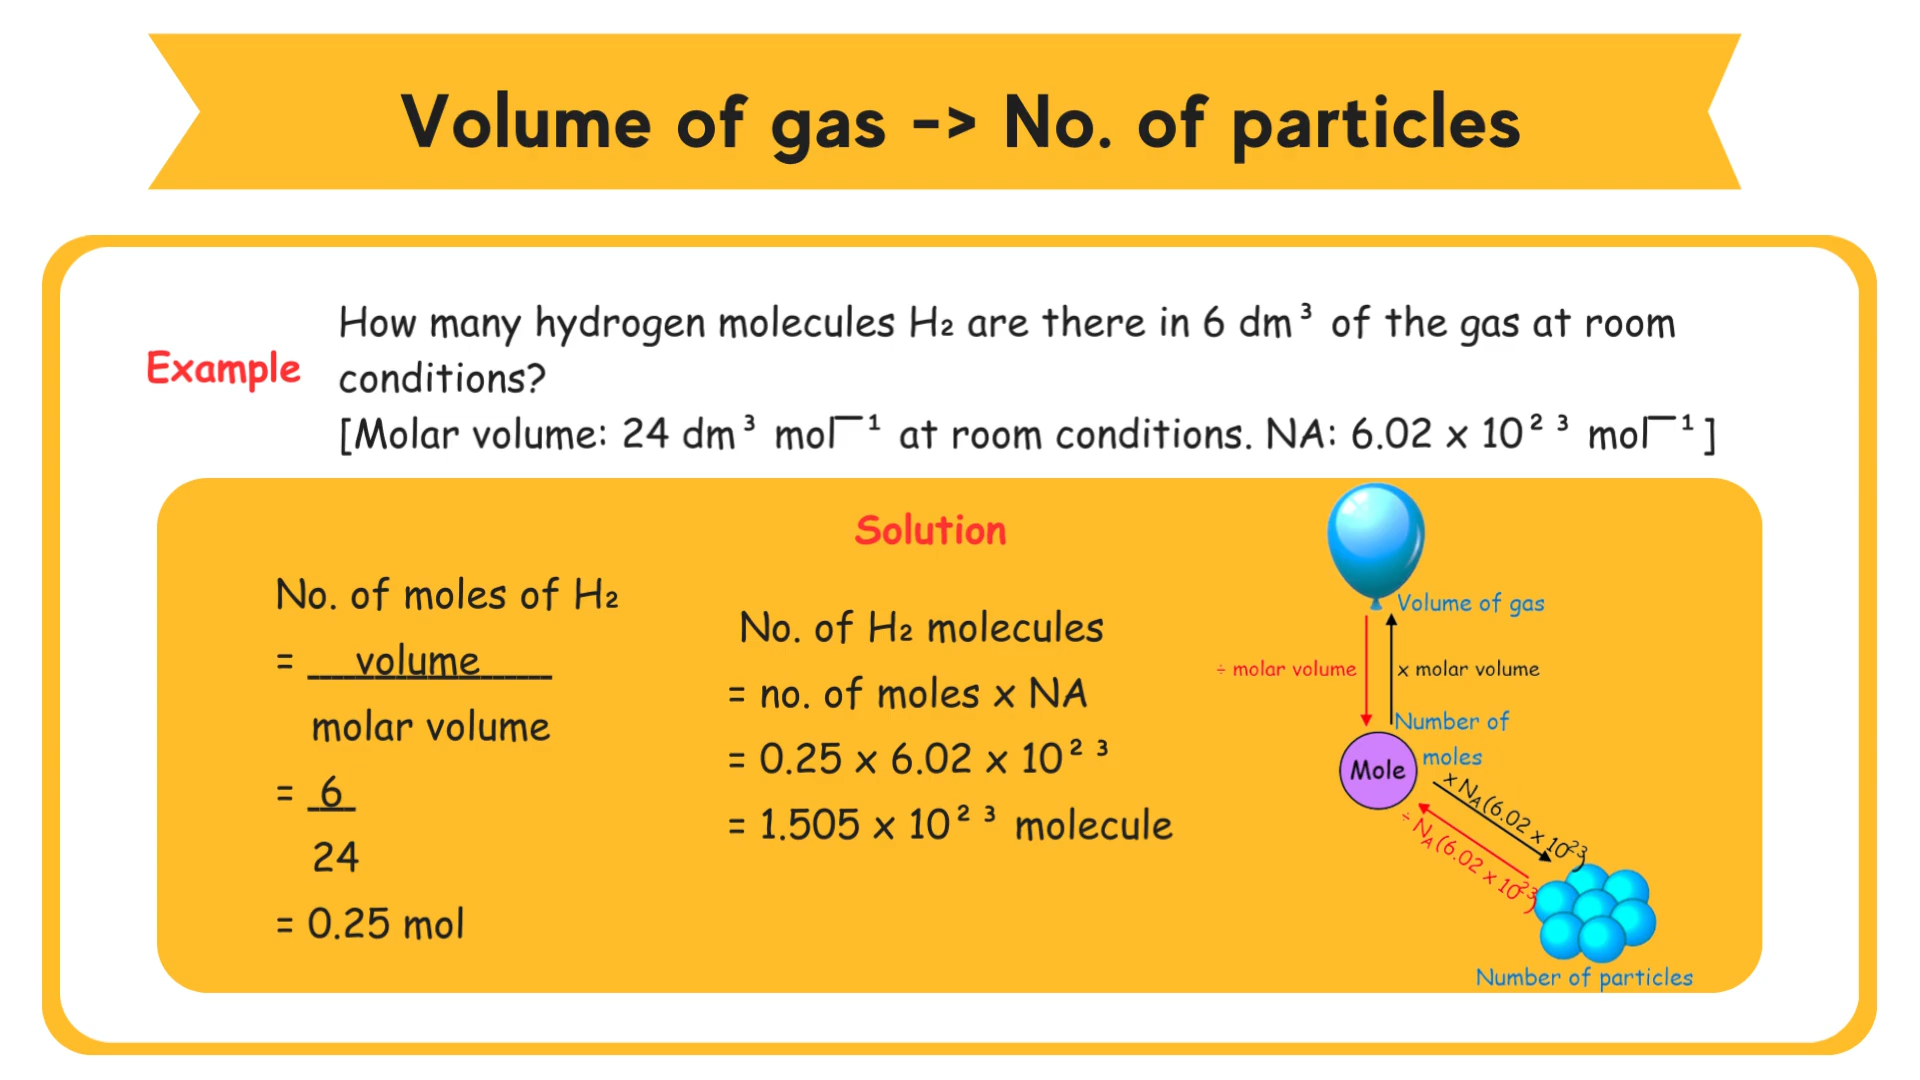 Volume of gas -> No. of particles
Example
How many hydrogen molecules H₂ are there in 6 dm³ of the gas at room
conditions?
[Molar volume: 24 dm³ mol¯¹ at room conditions. NA: 6.02 x 10²³ mol¯¹]
Solution
No. of moles of H₂
= ___volume____
molar volume
= _6_
24
= 0.25 mol
No. of H₂ molecules
= no. of moles x NA
= 0.25 x 6.02 x 10²³
= 1.505 x 10²³ molecule
Volume of gas
÷ molar volume
x molar volume
Number of
moles
Mole
x Nₐ (6.02 x 10²³)
÷ Nₐ (6.02 x 10²³)
Number of particles